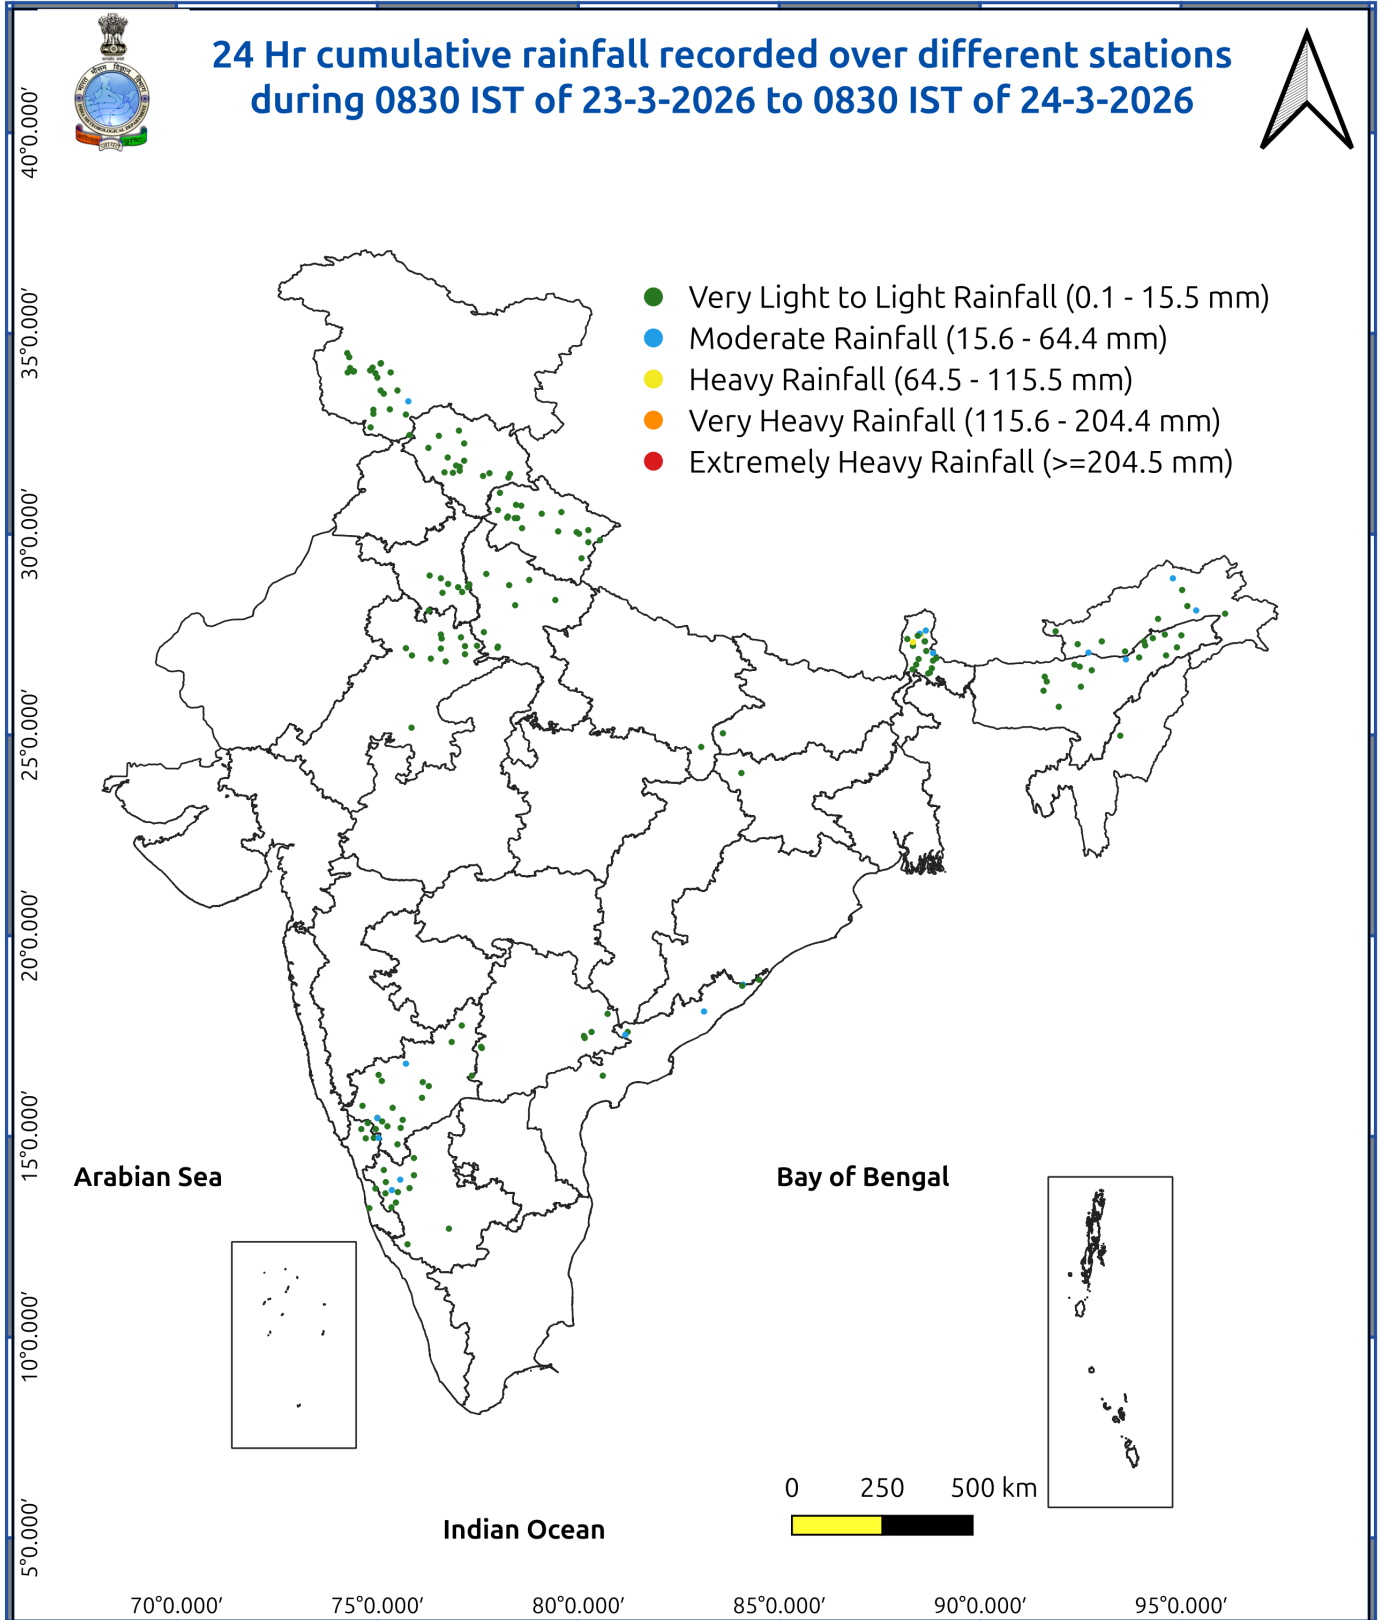 24 Hr cumulative rainfall recorded over different stations
during 0830 IST of 23-3-2026 to 0830 IST of 24-3-2026
Very Light to Light Rainfall (0.1 - 15.5 mm)
Moderate Rainfall (15.6 - 64.4 mm)
Heavy Rainfall (64.5 - 115.5 mm)
Very Heavy Rainfall (115.6 - 204.4 mm)
Extremely Heavy Rainfall (>=204.5 mm)
40°0.000′
35°0.000′
30°0.000′
25°0.000′
20°0.000′
15°0.000′
10°0.000′
5°0.000′
Arabian Sea
Bay of Bengal
0 250 500 km
Indian Ocean
70°0.000′ 75°0.000′ 80°0.000′ 85°0.000′ 90°0.000′ 95°0.000′